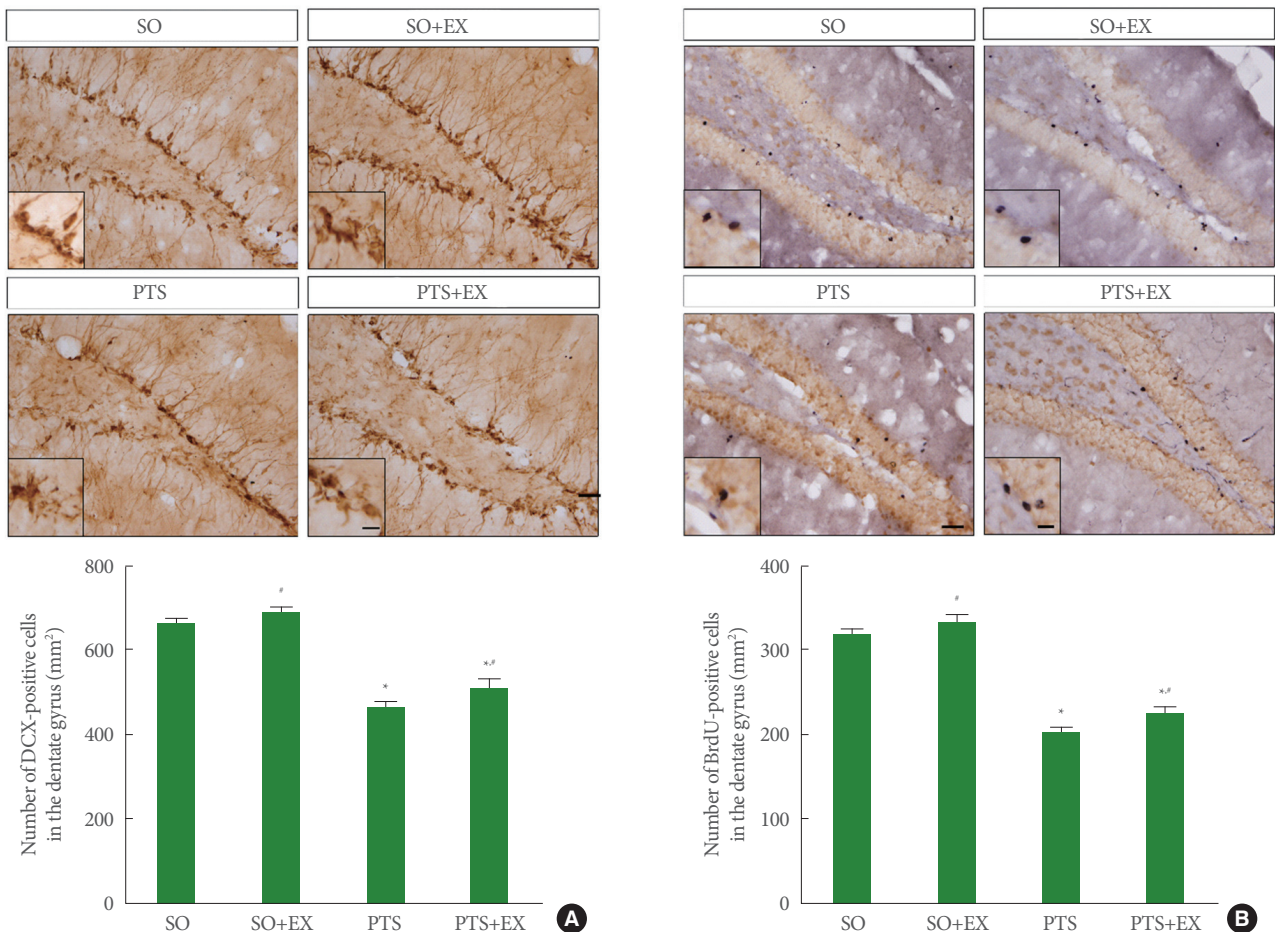 SO
SO+EX
PTS
PTS+EX
800
600
400
200
0
Number of DCX-positive cells
in the dentate gyrus (mm²)
#
*
*,#
SO
SO+EX
PTS
PTS+EX
A
SO
SO+EX
PTS
PTS+EX
400
300
200
100
0
Number of BrdU-positive cells
in the dentate gyrus (mm²)
#
*
*,#
SO
SO+EX
PTS
PTS+EX
B